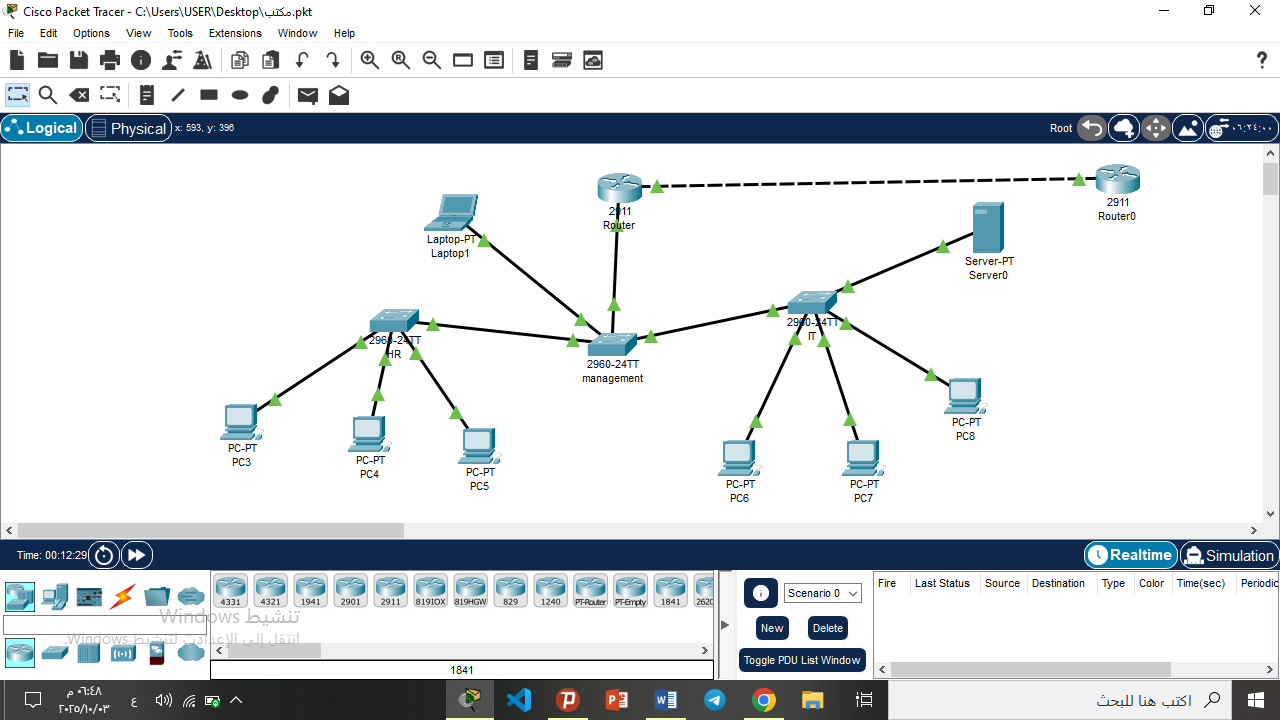 Cisco Packet Tracer - C:\Users\USER\Desktop\مكتب.pkt
File Edit Options View Tools Extensions Window Help
Logical Physical x: 593, y: 396 Root ٠٦:٢٤:٠٠
2911
Router
2911
Router0
Laptop-PT
Laptop1
Server-PT
Server0
2960-24TT
HR
2960-24TT
management
2960-24TT
IT
PC-PT
PC3
PC-PT
PC4
PC-PT
PC5
PC-PT
PC6
PC-PT
PC7
PC-PT
PC8
Time: 00:12:29 Realtime Simulation
4331 4321 1941 2901 2911 819IOX 819HGW 829 1240 PT-Router PT-Empty 1841 2620
1841
تنشيط Windows
انتقل إلى الإعدادت لتنشيط Windows.
Scenario 0
New Delete
Toggle PDU List Window
Fire Last Status Source Destination Type Color Time(sec) Periodic
٠٦:٤٨ م
٢٠٢٥/١٠/٠٣
ع
اكتب هنا للبحث